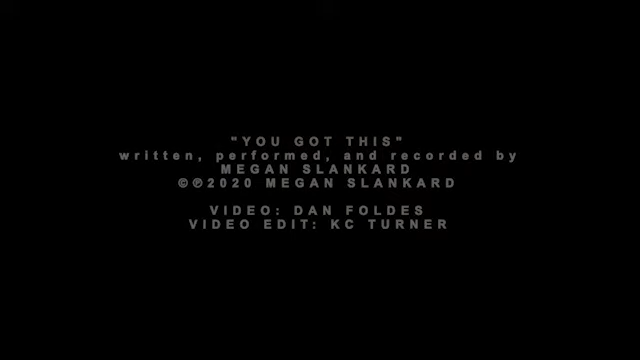 "YOU GOT THIS"
written, performed, and recorded by
MEGAN SLANKARD
©℗2020 MEGAN SLANKARD
VIDEO: DAN FOLDES
VIDEO EDIT: KC TURNER